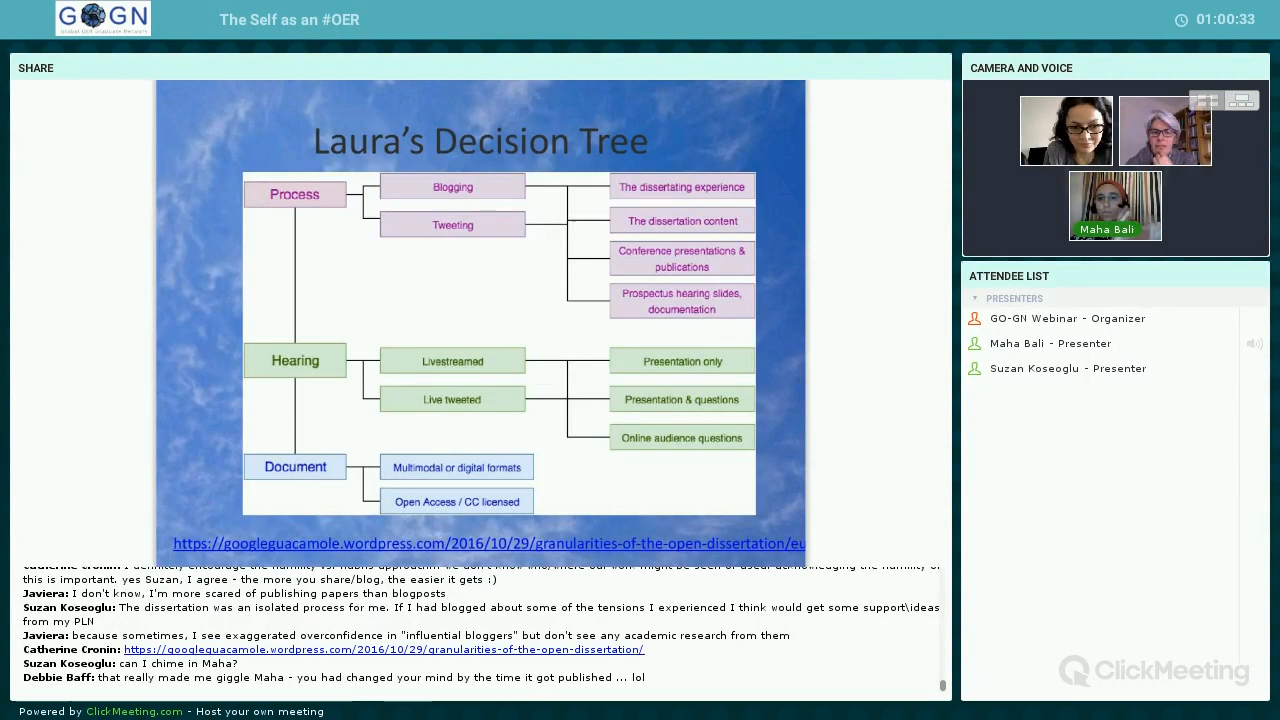 GOGN
Global OER Graduate Network
The Self as an #OER
01:00:33
SHARE
Laura's Decision Tree
Process
Blogging
Tweeting
The dissertating experience
The dissertation content
Conference presentations &
publications
Prospectus hearing slides,
documentation
Hearing
Livestreamed
Live tweeted
Presentation only
Presentation & questions
Online audience questions
Document
Multimodal or digital formats
Open Access / CC licensed
https://googleguacamole.wordpress.com/2016/10/29/granularities-of-the-open-dissertation/eu
this is important. yes Suzan, I agree - the more you share/blog, the easier it gets :)
Javiera: I don't know, I'm more scared of publishing papers than blogposts
Suzan Koseoglu: The dissertation was an isolated process for me. If I had blogged about some of the tensions I experienced I think would get some support\ideas
from my PLN
Javiera: because sometimes, I see exaggerated overconfidence in "influential bloggers" but don't see any academic research from them
Catherine Cronin: https://googleguacamole.wordpress.com/2016/10/29/granularities-of-the-open-dissertation/
Suzan Koseoglu: can I chime in Maha?
Debbie Baff: that really made me giggle Maha - you had changed your mind by the time it got published ... lol
CAMERA AND VOICE
Maha Bali
ATTENDEE LIST
PRESENTERS
GO-GN Webinar - Organizer
Maha Bali - Presenter
Suzan Koseoglu - Presenter
ClickMeeting
Powered by ClickMeeting.com - Host your own meeting